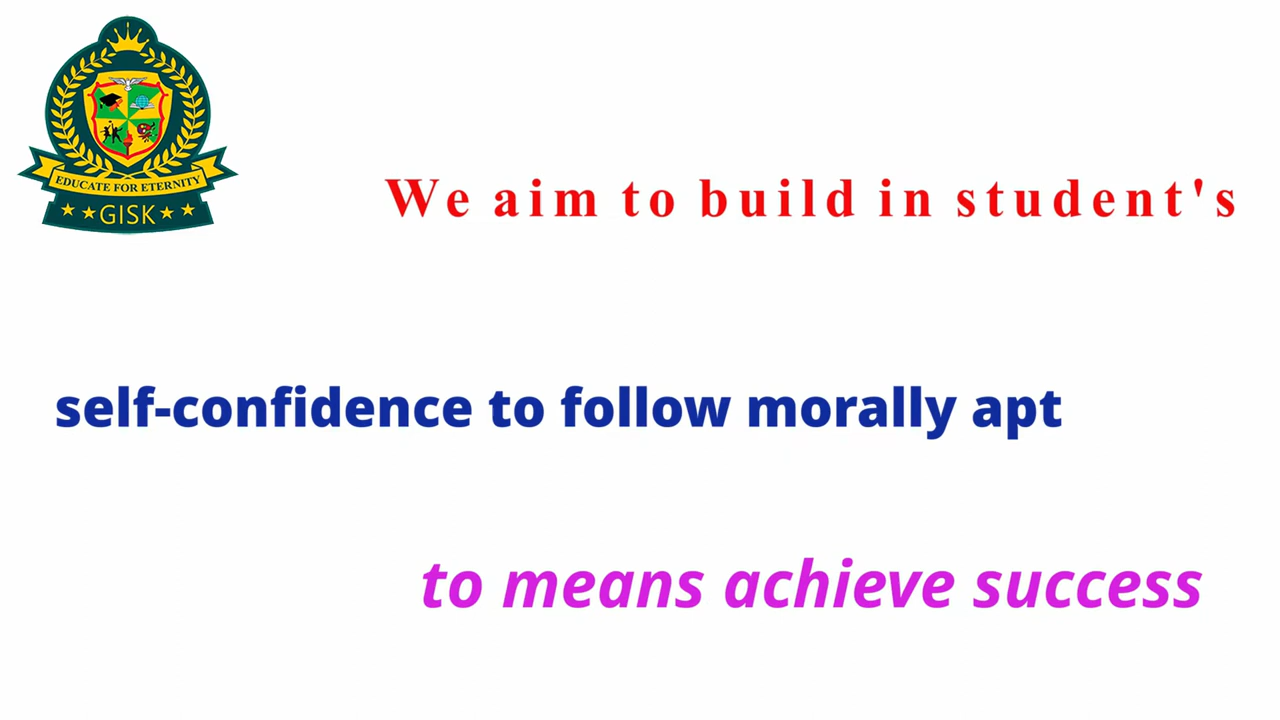 EDUCATE FOR ETERNITY
GISK
We aim to build in student's
self-confidence to follow morally apt
to means achieve success